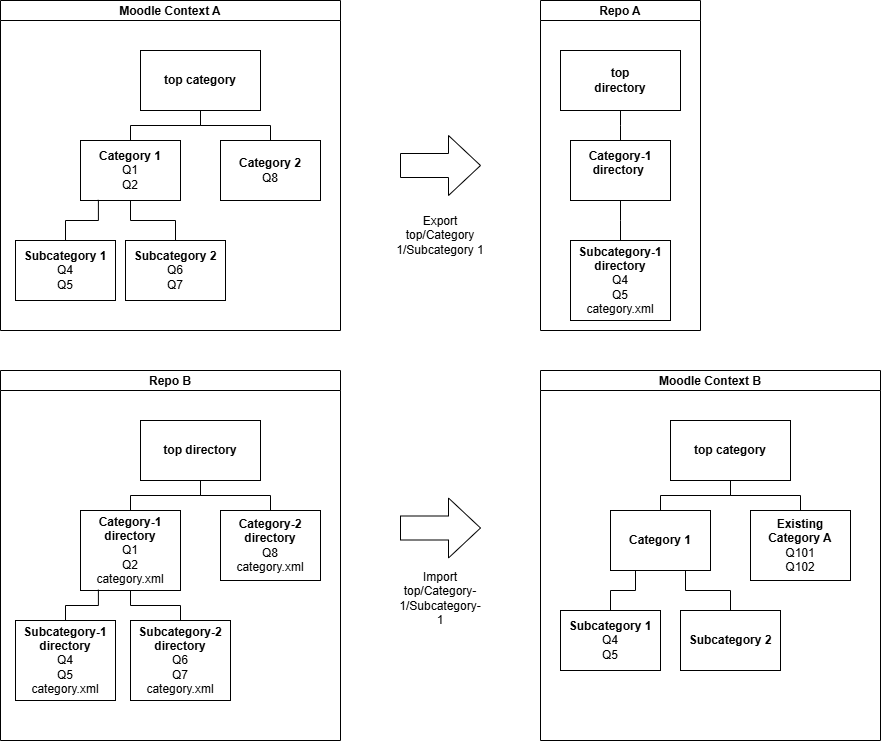 Moodle Context A
top category
Category 1
Q1
Q2
Category 2
Q8
Subcategory 1
Q4
Q5
Subcategory 2
Q6
Q7
Export
top/Category
1/Subcategory 1
Repo A
top
directory
Category-1
directory
Subcategory-1
directory
Q4
Q5
category.xml
Repo B
top directory
Category-1
directory
Q1
Q2
category.xml
Category-2
directory
Q8
category.xml
Subcategory-1
directory
Q4
Q5
category.xml
Subcategory-2
directory
Q6
Q7
category.xml
Import
top/Category-
1/Subcategory-
1
Moodle Context B
top category
Category 1
Existing
Category A
Q101
Q102
Subcategory 1
Q4
Q5
Subcategory 2